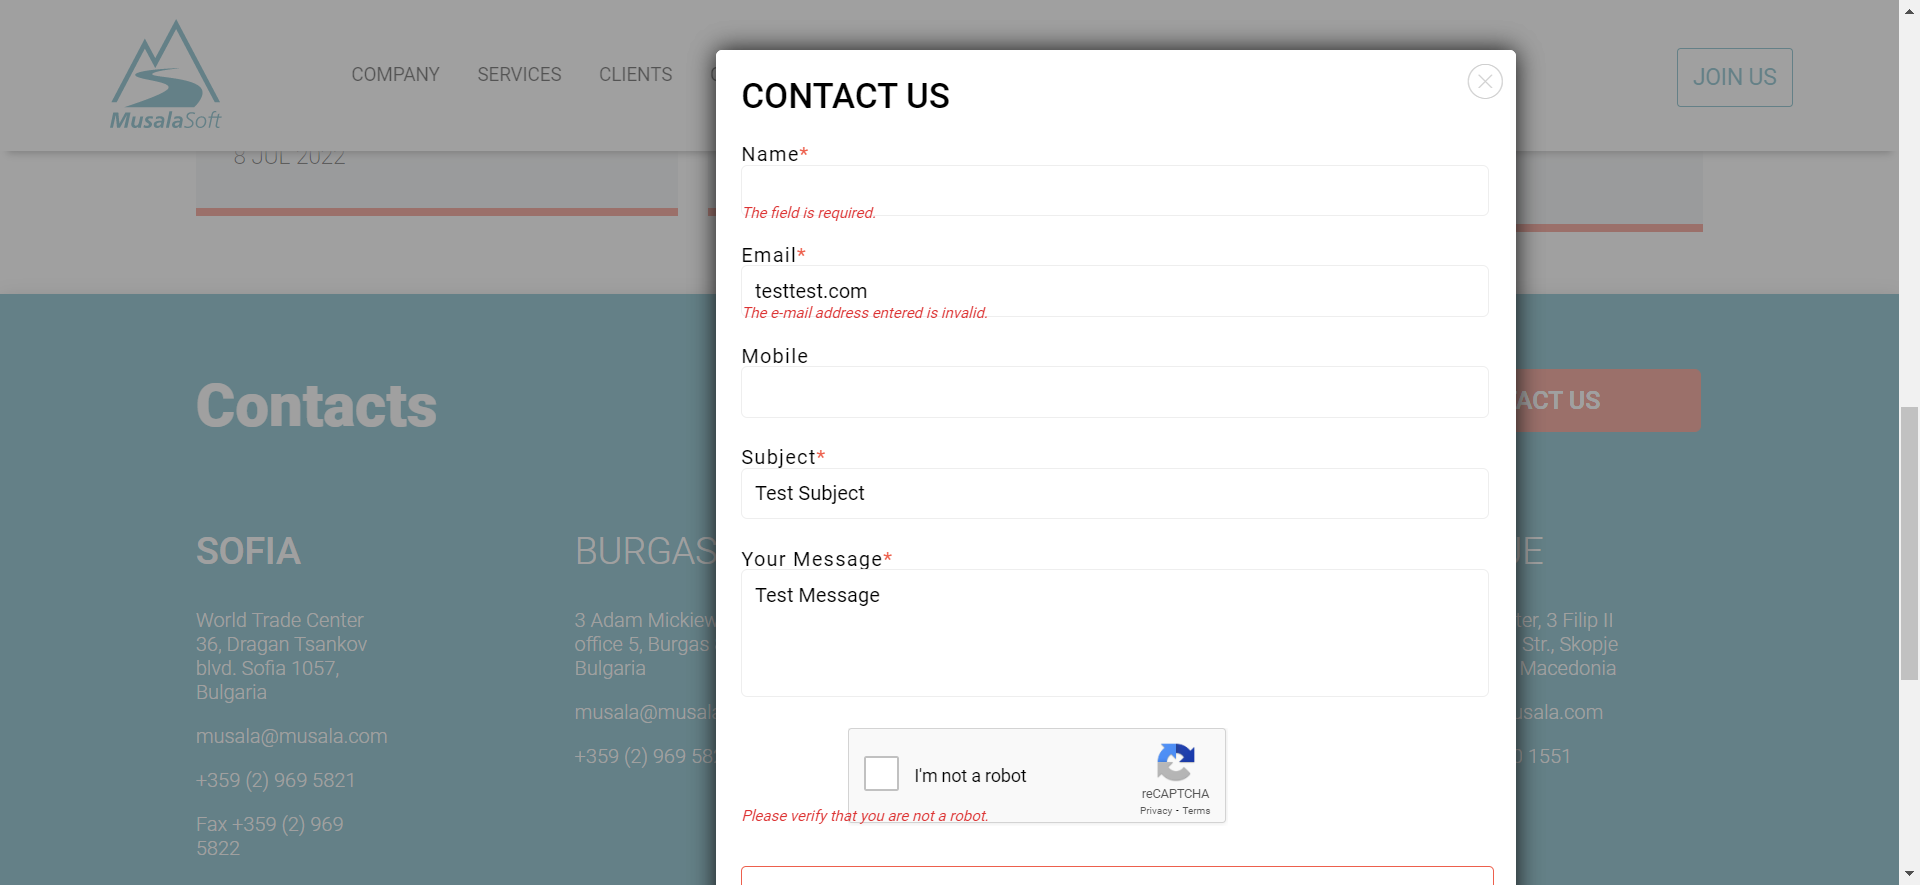 MusalaSoft
COMPANY SERVICES CLIENTS
JOIN US
8 JUL 2022
CONTACT US
Name*
The field is required.
Email*
testtest.com
The e-mail address entered is invalid.
Mobile
Subject*
Test Subject
Your Message*
Test Message
I'm not a robot
reCAPTCHA
Privacy - Terms
Please verify that you are not a robot.
Contacts
ACT US
SOFIA
World Trade Center
36, Dragan Tsankov
blvd. Sofia 1057,
Bulgaria
musala@musala.com
+359 (2) 969 5821
Fax +359 (2) 969
5822
BURGAS
3 Adam Mickiew
office 5, Burgas
Bulgaria
musala@musala
+359 (2) 969 582
JE
ter, 3 Filip II
Str., Skopje
Macedonia
usala.com
1551